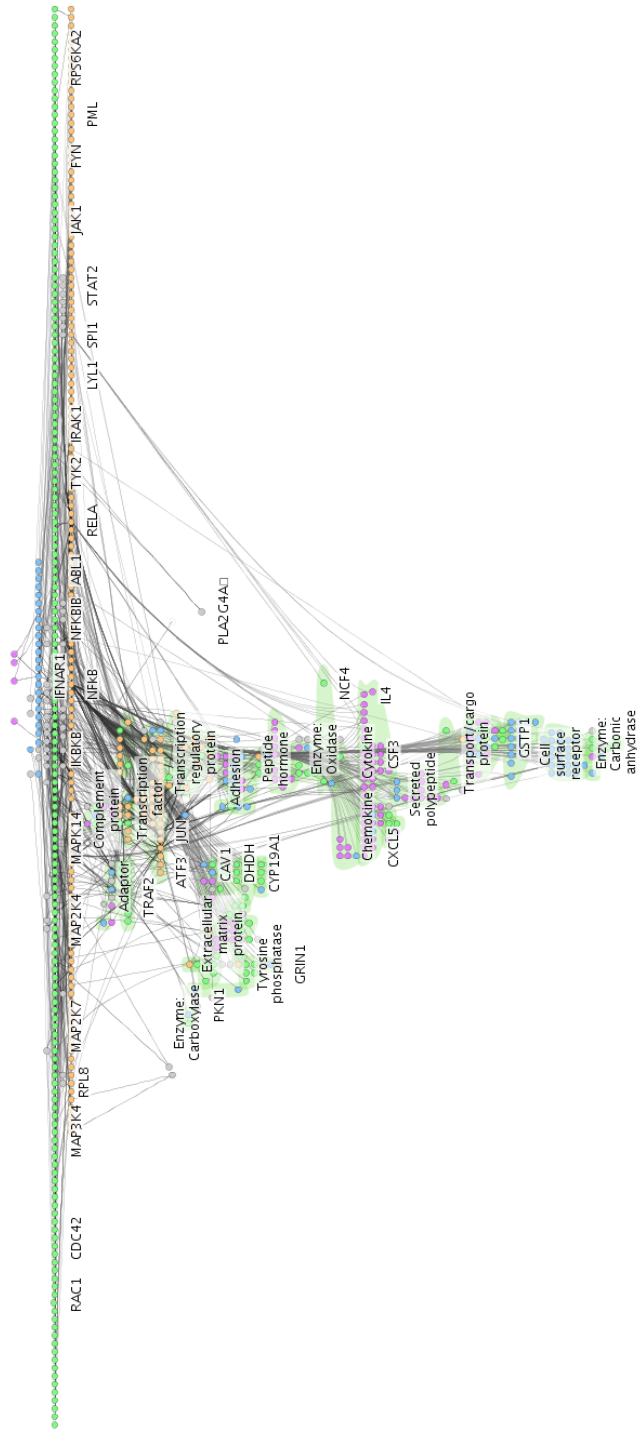 IFNAR1
RAC1
CDC42
MAP3K4
RPL8
MAP2K7
MAP2K4
MAPK14
IKBKB
NFKB
NFKBIB
ABL1
RELA
TYK2
IRAK1
LYL1
SPI1
STAT2
JAK1
FYN
PML
RPS6KA2
Complement
protein
Adaptor
TRAF2
Transcription
factor
ATF3
JUN
Transcription
regulatory
protein
Enzyme:
Carboxylase
PKN1
Extracellular
matrix
protein
CAV1
DHDH
CYP19A1
Adhesion
PLA2G4A□
Tyrosine
phosphatase
GRIN1
Peptide
hormone
Enzyme:
Oxidase
NCF4
Chemokine
Cytokine
IL4
CXCL5
CSF3
Secreted
polypeptide
Transport/cargo
protein
GSTP1
Cell
surface
receptor
Enzyme:
Carbonic
anhydrase